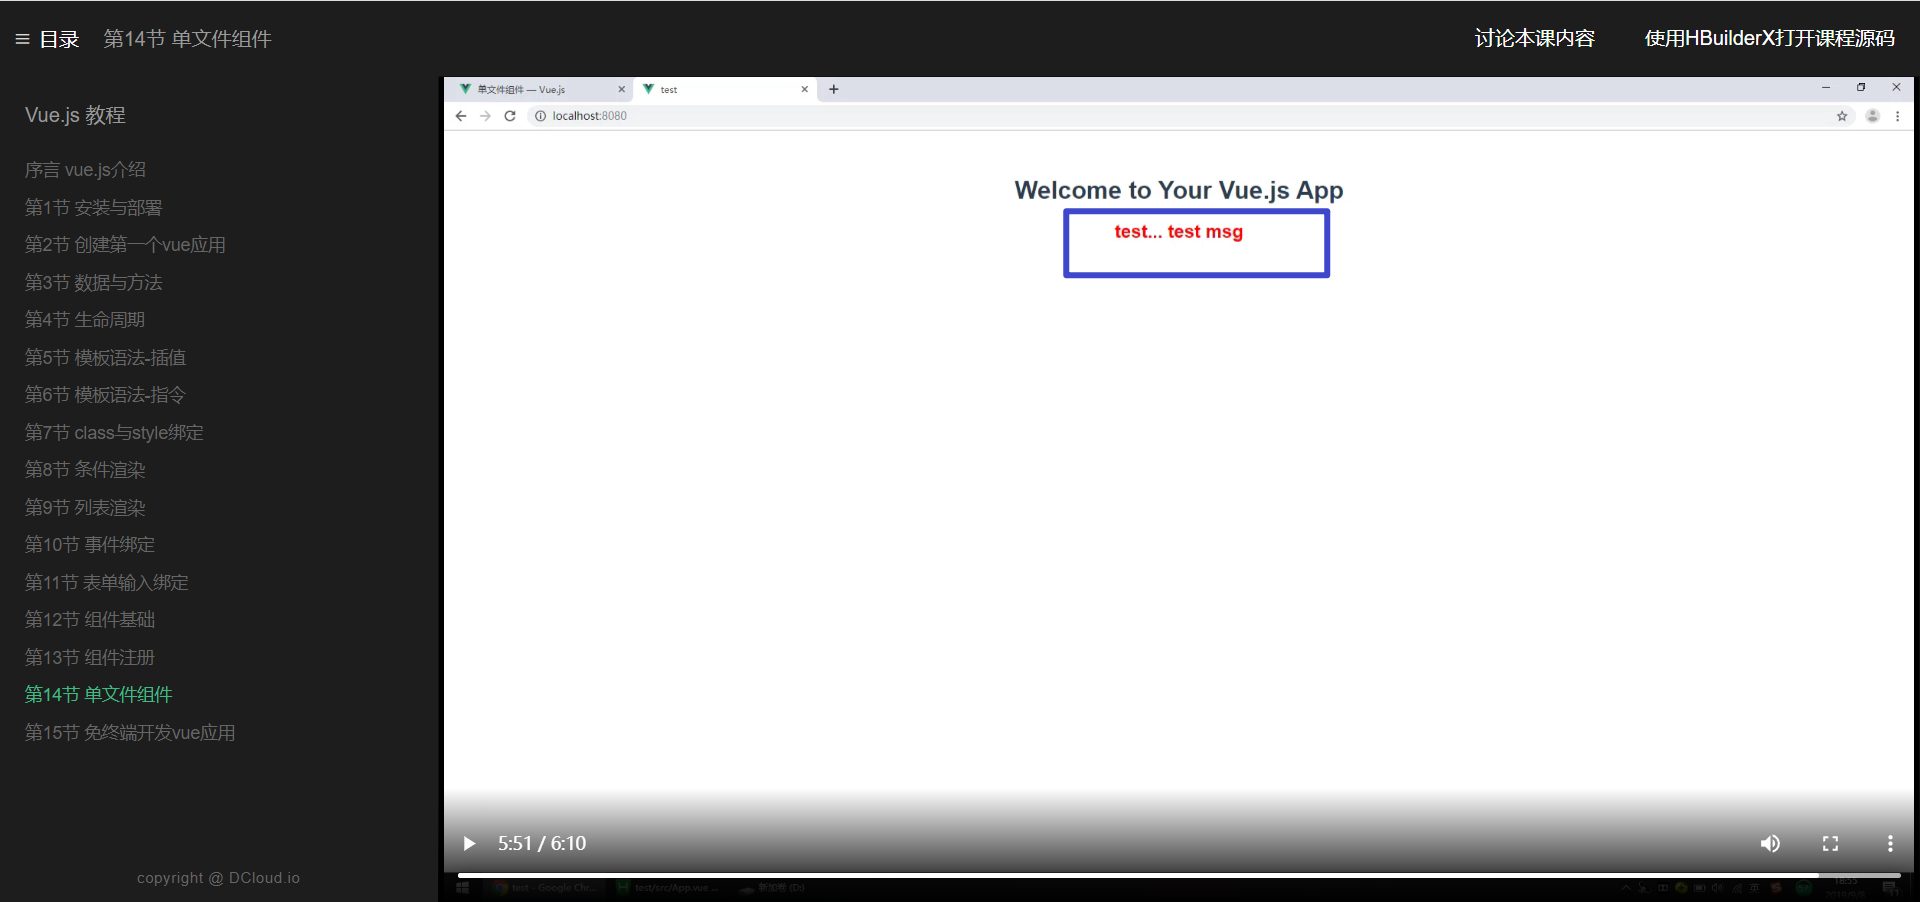 目录 第14节 单文件组件 讨论本课内容 使用HBuilderX打开课程源码
Vue.js 教程
序言 vue.js介绍
第1节 安装与部署
第2节 创建第一个vue应用
第3节 数据与方法
第4节 生命周期
第5节 模板语法-插值
第6节 模板语法-指令
第7节 class与style绑定
第8节 条件渲染
第9节 列表渲染
第10节 事件绑定
第11节 表单输入绑定
第12节 组件基础
第13节 组件注册
第14节 单文件组件
第15节 免终端开发vue应用
copyright @ DCloud.io
单文件组件 — Vue.js test
localhost:8080
Welcome to Your Vue.js App
test... test msg
5:51 / 6:10
test - Google Chr... test/src/App.vue ... 新加卷 (D:) 英 18:55